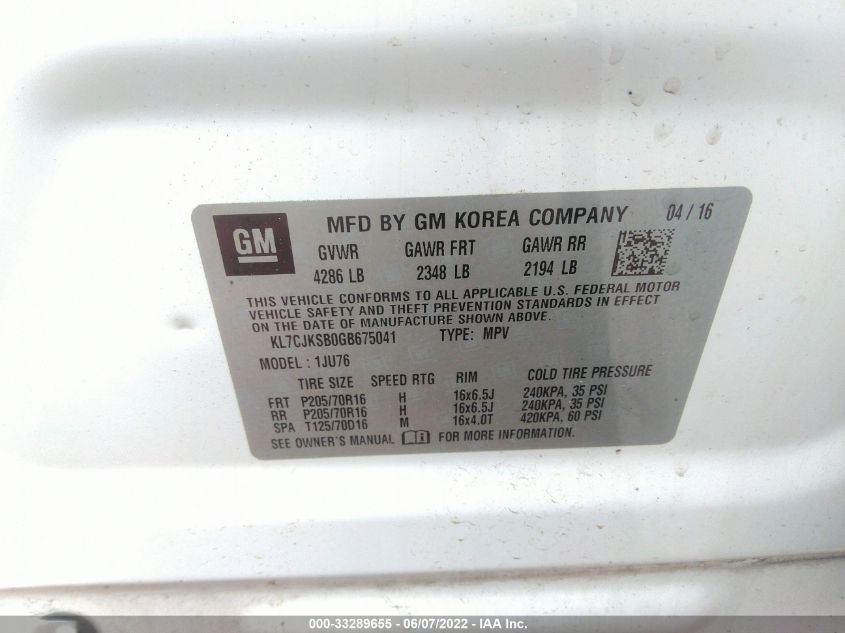 GM
MFD BY GM KOREA COMPANY 04 / 16
GVWR GAWR FRT GAWR RR
4286 LB 2348 LB 2194 LB
THIS VEHICLE CONFORMS TO ALL APPLICABLE U.S. FEDERAL MOTOR
VEHICLE SAFETY AND THEFT PREVENTION STANDARDS IN EFFECT
ON THE DATE OF MANUFACTURE SHOWN ABOVE.
KL7CJKSB0GB675041 TYPE: MPV
MODEL : 1JU76
TIRE SIZE SPEED RTG RIM COLD TIRE PRESSURE
FRT P205/70R16 H 16x6.5J 240KPA, 35 PSI
RR P205/70R16 H 16x6.5J 240KPA, 35 PSI
SPA T125/70D16 M 16x4.0T 420KPA, 60 PSI
SEE OWNER'S MANUAL FOR MORE INFORMATION.
000-33289655 - 06/07/2022 - IAA Inc.